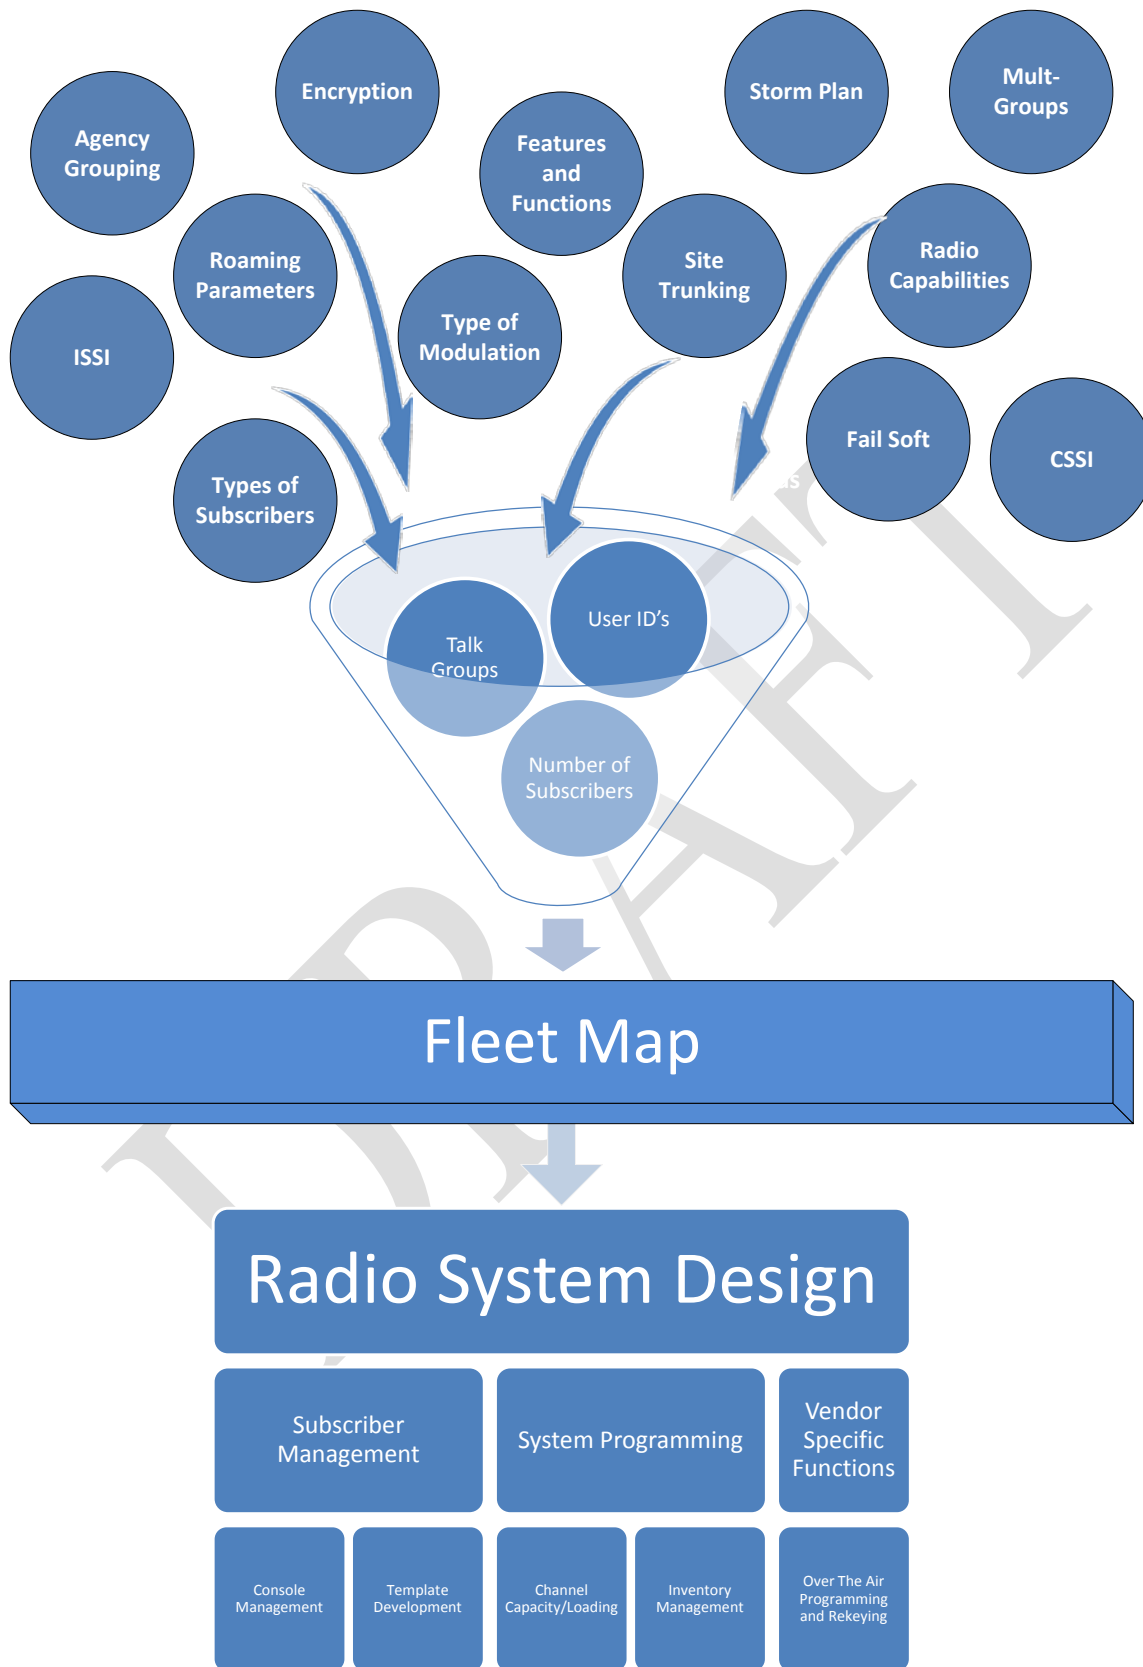 Encryption
Storm Plan
Mult-
Groups
Agency
Grouping
Features
and
Functions
Roaming
Parameters
Site
Trunking
Radio
Capabilities
ISSI
Type of
Modulation
Fail Soft
CSSI
Types of
Subscribers
User ID's
Talk
Groups
Number of
Subscribers
Fleet Map
Radio System Design
Subscriber
Management
System Programming
Vendor
Specific
Functions
Console
Management
Template
Development
Channel
Capacity/Loading
Inventory
Management
Over The Air
Programming
and Rekeying
DRAFT